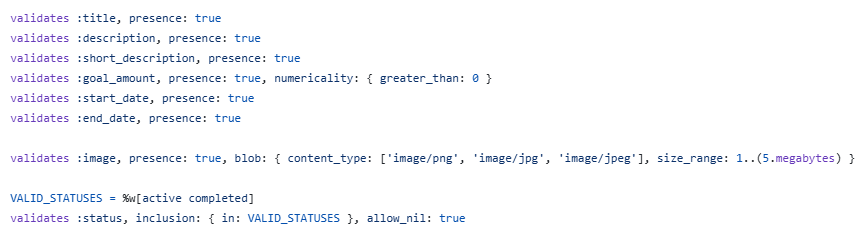 validates :title, presence: true
validates :description, presence: true
validates :short_description, presence: true
validates :goal_amount, presence: true, numericality: { greater_than: 0 }
validates :start_date, presence: true
validates :end_date, presence: true
validates :image, presence: true, blob: { content_type: ['image/png', 'image/jpg', 'image/jpeg'], size_range: 1..(5.megabytes) }
VALID_STATUSES = %w[active completed]
validates :status, inclusion: { in: VALID_STATUSES }, allow_nil: true